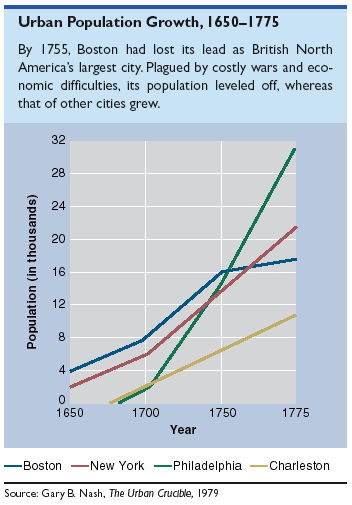 Urban Population Growth, 1650–1775
By 1755, Boston had lost its lead as British North
America's largest city. Plagued by costly wars and eco-
nomic difficulties, its population leveled off, whereas
that of other cities grew.
32
28
24
20
16
12
8
4
0
Population (in thousands)
1650
1700
1750
1775
Year
Boston
New York
Philadelphia
Charleston
Source: Gary B. Nash, The Urban Crucible, 1979